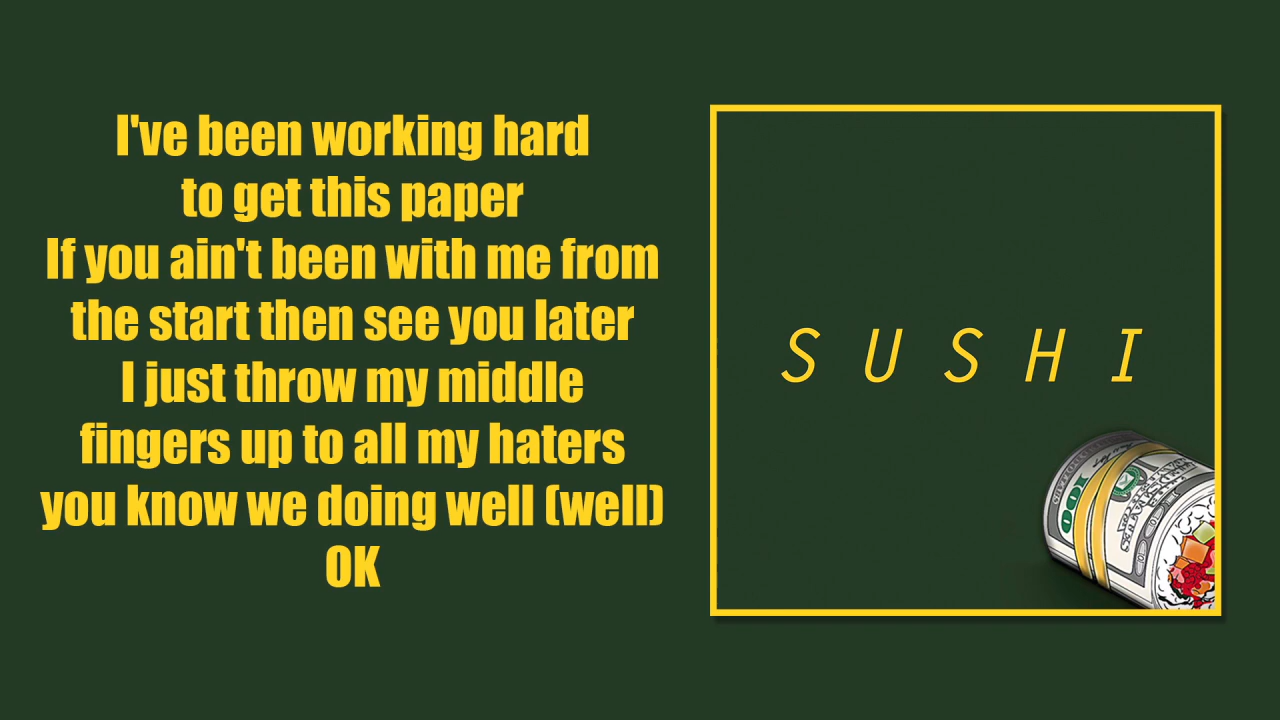 I've been working hard
to get this paper
If you ain't been with me from
the start then see you later
I just throw my middle
fingers up to all my haters
you know we doing well (well)
OK
SUSHI
100